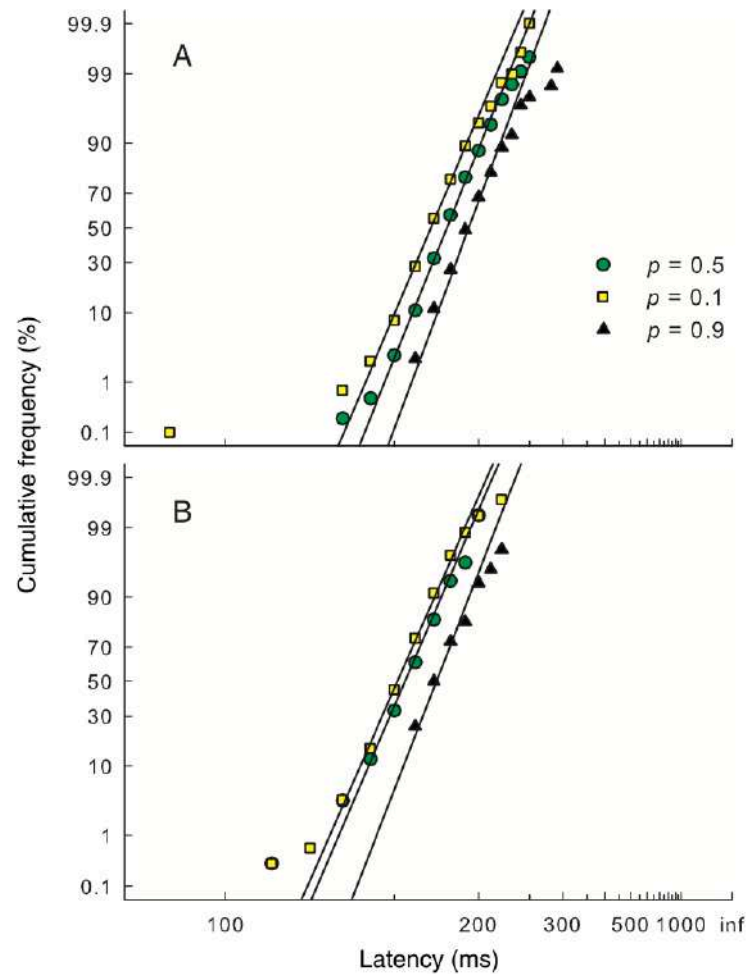 A
99.9
99
90
70
50
30
10
1
0.1
p = 0.5
p = 0.1
p = 0.9
Cumulative frequency (%)
B
99.9
99
90
70
50
30
10
1
0.1
100 200 300 500 1000 inf
Latency (ms)